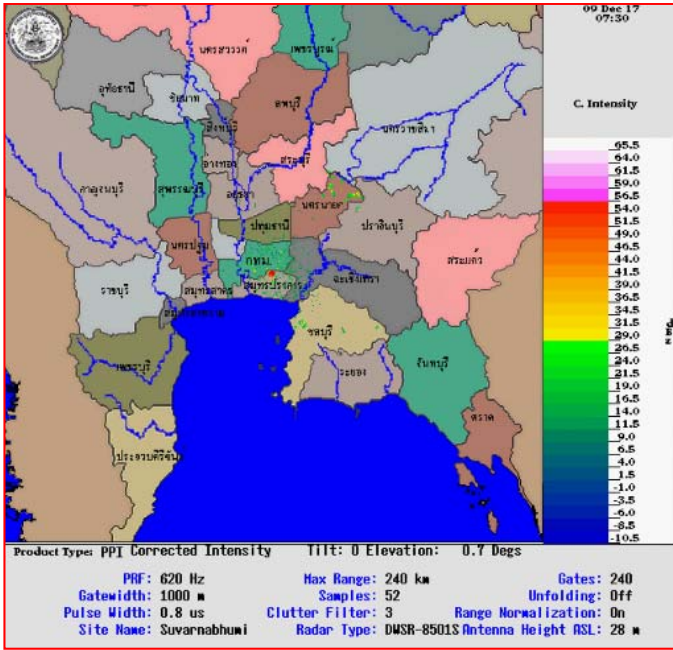 09 Dec 17
07:30
C. Intensity
นครสวรรค์
เพชรบูรณ์
อุทัยธานี
ชัยนาท
ลพบุรี
สิงห์บุรี
นครราชสีมา
อ่างทอง
สระบุรี
กาญจนบุรี
สุพรรณบุรี
อยุธยา
นครนายก
ปราจีนบุรี
ปทุมธานี
นครปฐม
กทม.
สระแก้ว
ราชบุรี
สมุทรสาคร
สมุทรปราการ
ฉะเชิงเทรา
ชลบุรี
เพชรบุรี
ระยอง
จันทบุรี
ตราด
ประจวบคีรีขันธ์
65.5
64.0
61.5
59.0
56.5
54.0
51.5
49.0
46.5
44.0
41.5
39.0
36.5
34.0
31.5
29.0
26.5
24.0
21.5
19.0
16.5
14.0
11.5
9.0
6.5
4.0
1.5
-1.0
-3.5
-6.0
-8.5
-10.5
Product Type: PPI Corrected Intensity Tilt: 0 Elevation: 0.7 Degs
PRF: 620 Hz Max Range: 240 km Gates: 240
Gatewidth: 1000 m Samples: 52 Unfolding: Off
Pulse Width: 0.8 us Clutter Filter: 3 Range Normalization: On
Site Name: Suvarnabhumi Radar Type: DWSR-8501S Antenna Height ASL: 28 m